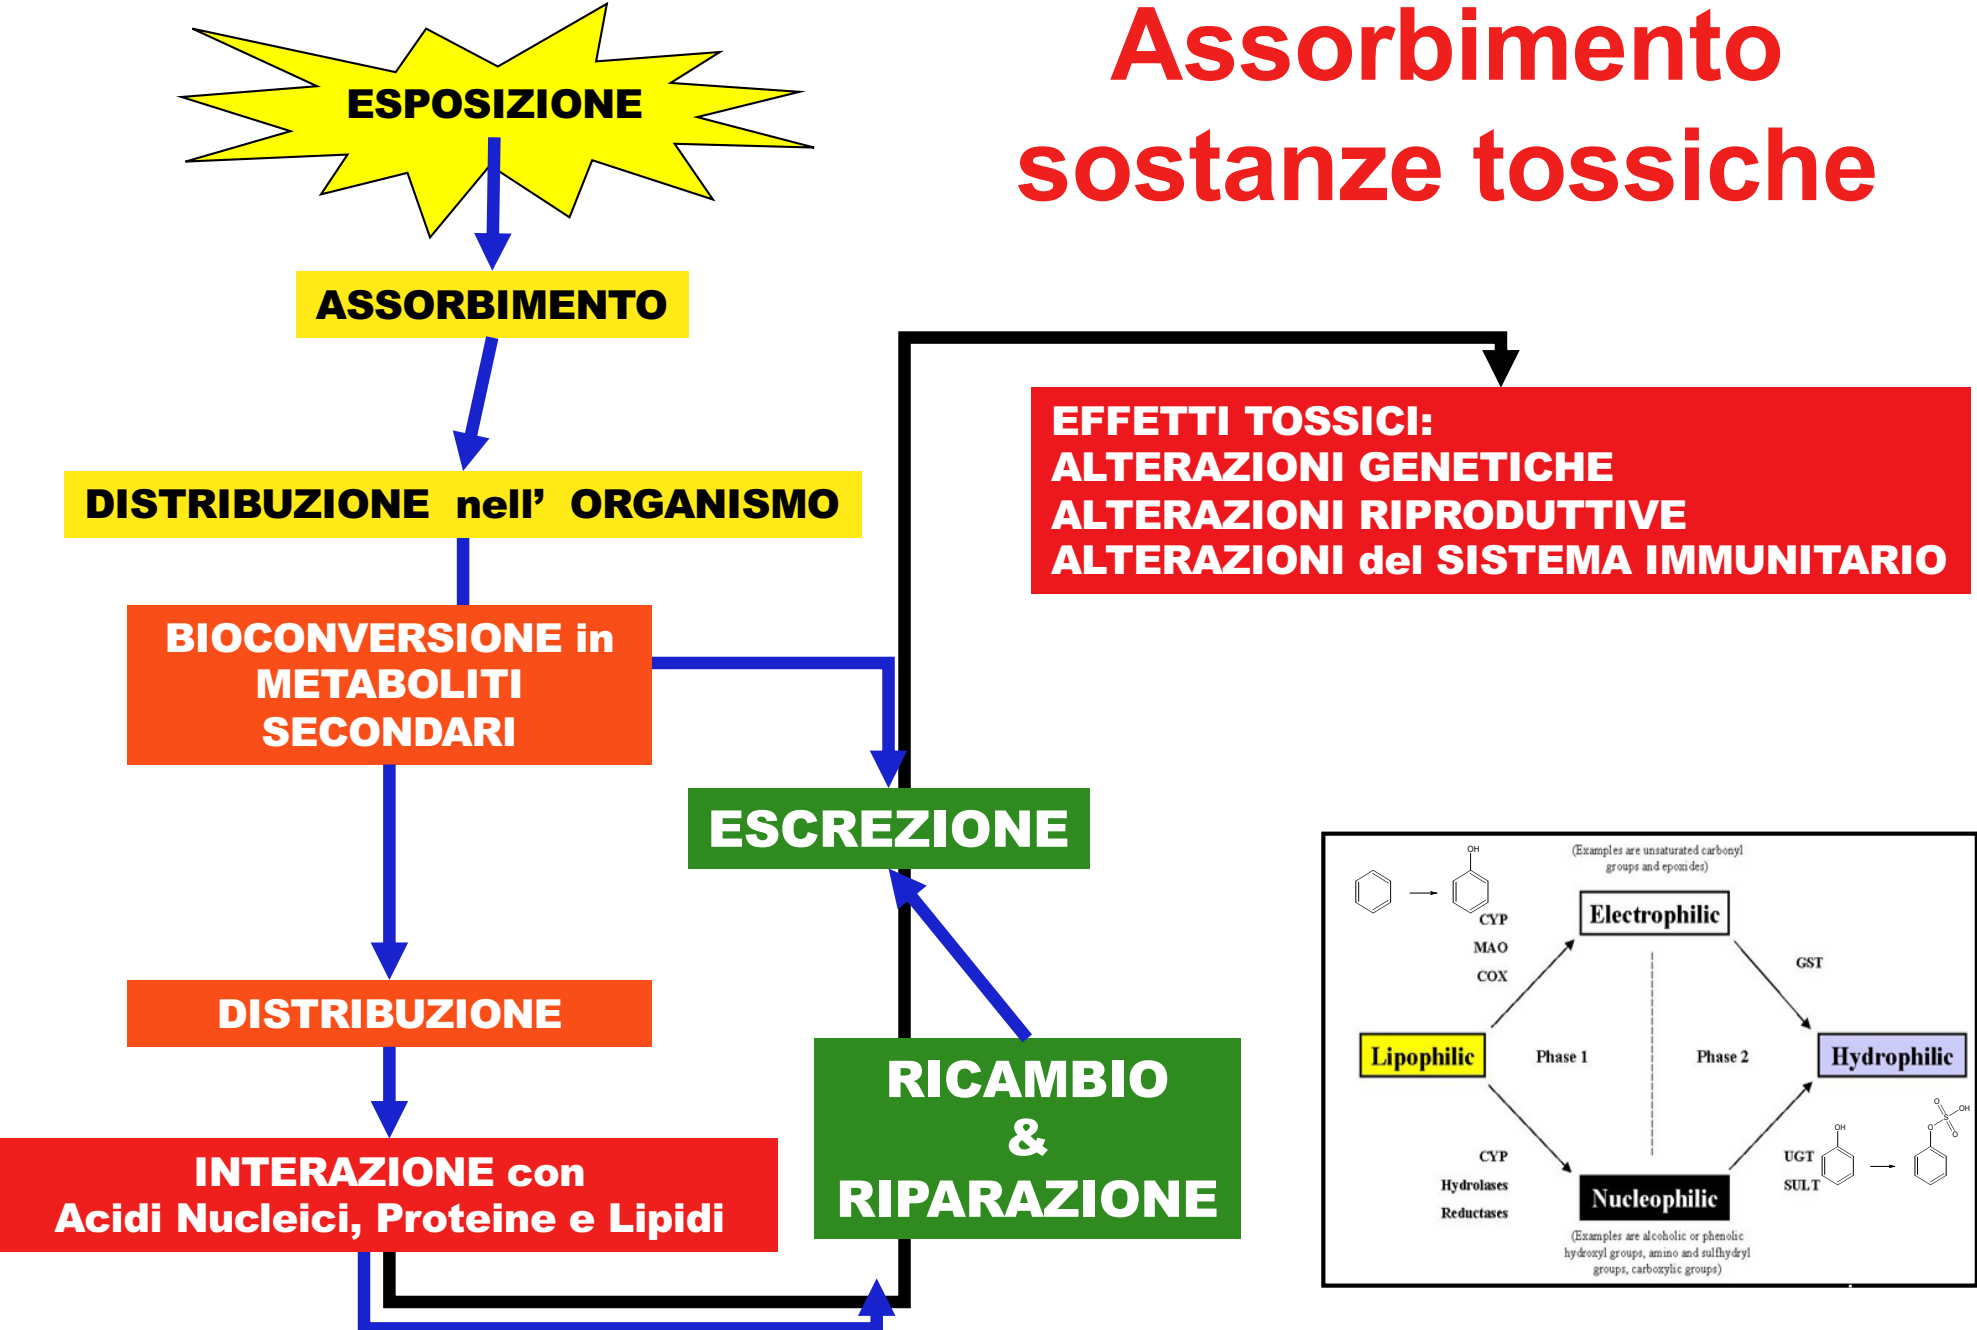 Assorbimento
sostanze tossiche
ESPOSIZIONE
ASSORBIMENTO
DISTRIBUZIONE nell’ ORGANISMO
BIOCONVERSIONE in
METABOLITI
SECONDARI
DISTRIBUZIONE
INTERAZIONE con
Acidi Nucleici, Proteine e Lipidi
ESCREZIONE
RICAMBIO
&
RIPARAZIONE
EFFETTI TOSSICI:
ALTERAZIONI GENETICHE
ALTERAZIONI RIPRODUTTIVE
ALTERAZIONI del SISTEMA IMMUNITARIO
(Examples are unsaturated carbonyl
groups and epoxides)
OH
Electrophilic
CYP
MAO
COX
GST
Lipophilic
Phase 1
Phase 2
Hydrophilic
CYP
Hydrolases
Reductases
Nucleophilic
UGT
SULT
OH
O
S
OH
O
O
(Examples are alcoholic or phenolic
hydroxyl groups, amino and sulfhydryl
groups, carboxylic groups)